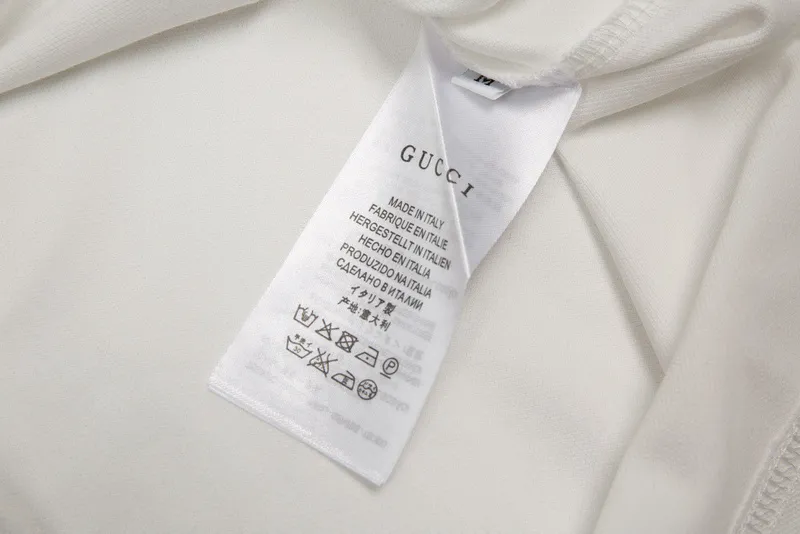 M
GUCCI
MADE IN ITALY
FABRIQUE EN ITALIE
HERGESTELLT IN ITALIEN
HECHO EN ITALIA
PRODUZIDO NA ITALIA
СДЕЛАНО В ИТАЛИИ
イタリア製
产地:意大利
P